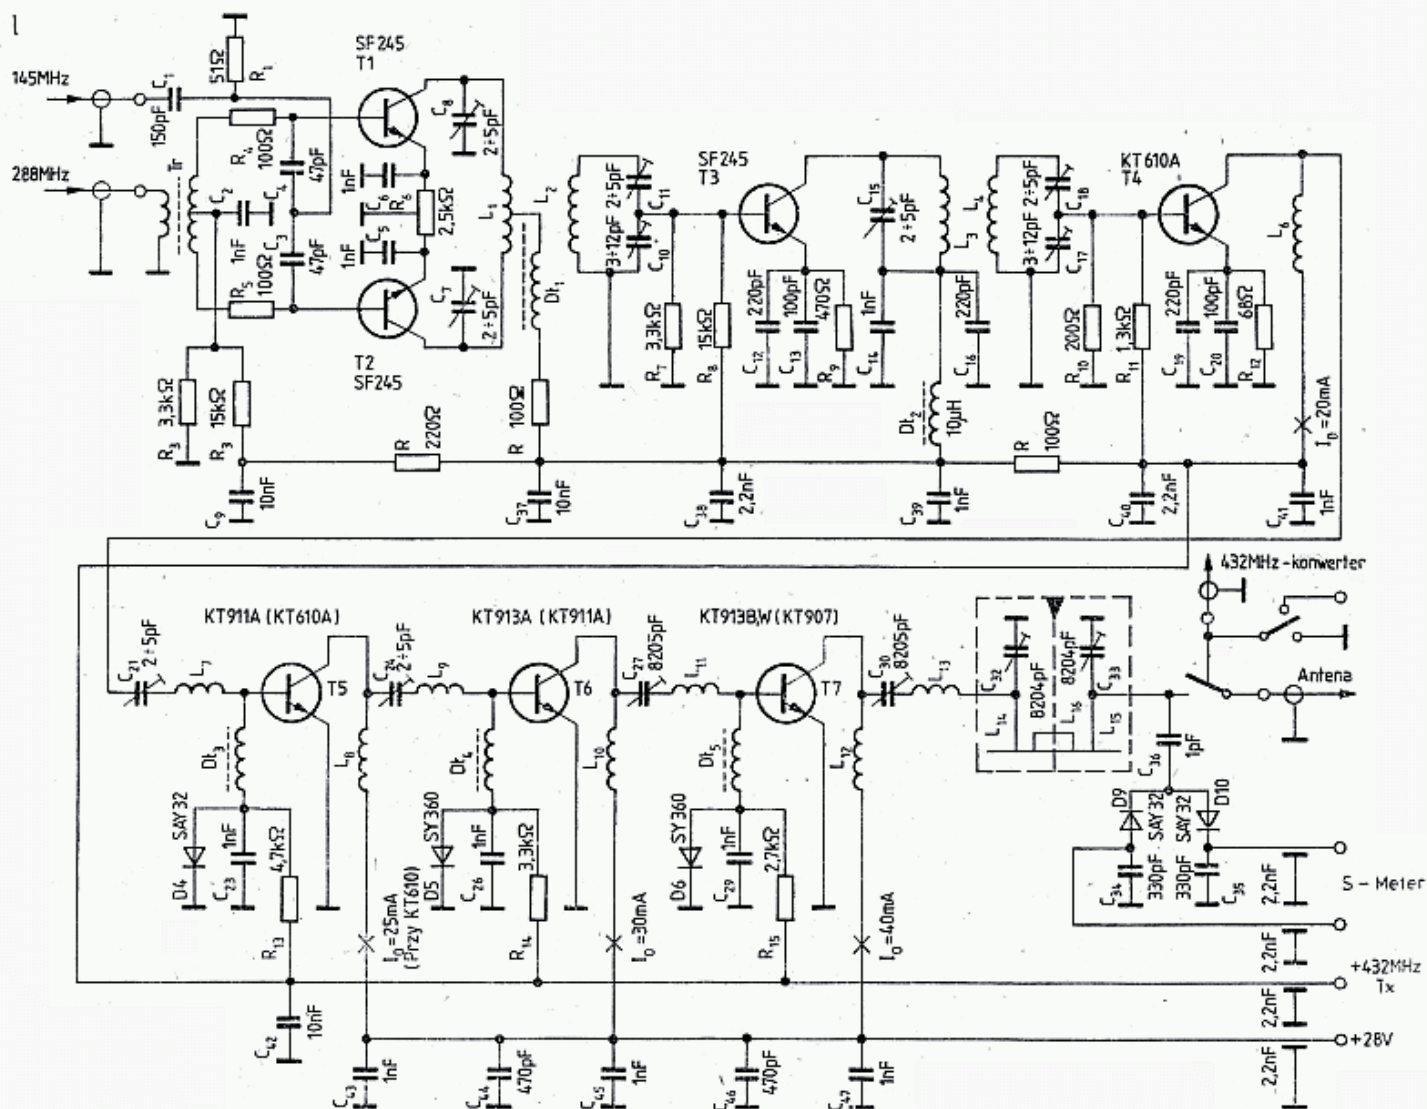 l
SF245
T1
145MHz
C1
150pF
51Ω
R1
R4
100Ω
47pF
C8
2÷5pF
288MHz
Tr
C2
1nF
C4
C3
47pF
1nF
C6
R6
2,5kΩ
1nF
C5
R5
100Ω
C7
2÷5pF
T2
SF245
L1
L2
Dł1
3,3kΩ
R3
15kΩ
R3
C9
10nF
R
220Ω
100Ω
R
C37
10nF
2÷5pF
C11
3÷12pF
C10
3,3kΩ
R7
15kΩ
R8
C38
2,2nF
SF245
T3
C15
2÷5pF
220pF
C12
100pF
C13
470Ω
R9
1nF
C14
220pF
C16
Dł2
10µH
C39
1nF
R
100Ω
L3
L4
2÷5pF
C18
3÷12pF
C17
200Ω
R10
1,3kΩ
R11
C40
2,2nF
KT610A
T4
220pF
C19
100pF
C20
68Ω
R12
L6
I0=20mA
C41
1nF
432MHz-konwerter
Antena
KT911A (KT610A)
C21
2÷5pF
L7
T5
Dł3
SAY32
D4
1nF
C23
4,7kΩ
R13
L8
I0=25mA
(Przy KT610)
C42
10nF
C43
1nF
KT913A (KT911A)
C24
2÷5pF
L9
T6
Dł4
SY360
D5
1nF
C26
3,3kΩ
R14
L10
I0=30mA
C44
470pF
C45
1nF
KT913B,W(KT907)
C27
8205pF
L11
T7
Dł5
SY360
D6
1nF
C29
2,7kΩ
R15
L12
I0=40mA
C46
470pF
C47
1nF
C30
8205pF
L13
C32
8204pF
8204pF
C33
L14
L16
L15
C36
1pF
D9
SAY32
SAY32
D10
C34
330pF
330pF
C35
2,2nF
S-Meter
2,2nF
+432MHz
Tx
2,2nF
+28V
2,2nF